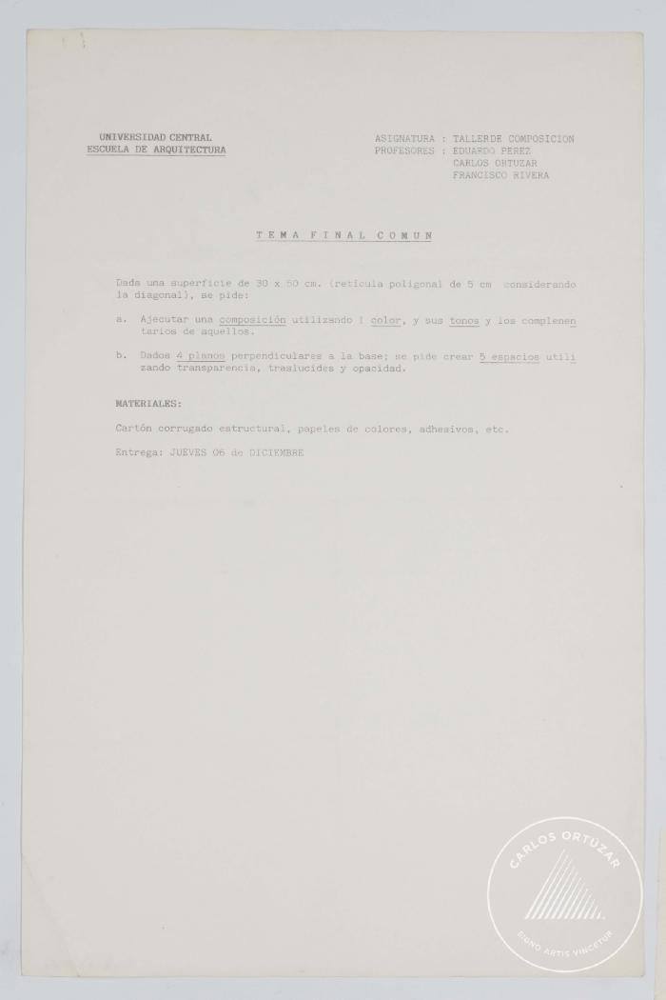 UNIVERSIDAD CENTRAL
ESCUELA DE ARQUITECTURA
ASIGNATURA : TALLERDE COMPOSICION
PROFESORES : EDUARDO PEREZ
CARLOS ORTUZAR
FRANCISCO RIVERA
T E M A  F I N A L  C O M U N
Dada una superficie de 30 x 50 cm. (retícula poligonal de 5 cm considerando
la diagonal), se pide:
a. Ajecutar una composición utilizando 1 color, y sus tonos y los complenen
tarios de aquellos.
b. Dados 4 planos perpendiculares a la base; se pide crear 5 espacios utili
zando transparencia, traslucides y opacidad.
MATERIALES:
Cartón corrugado estructural, papeles de colores, adhesivos, etc.
Entrega: JUEVES 06 de DICIEMBRE
CARLOS ORTÚZAR
SIGNO ARTIS VINCETUR